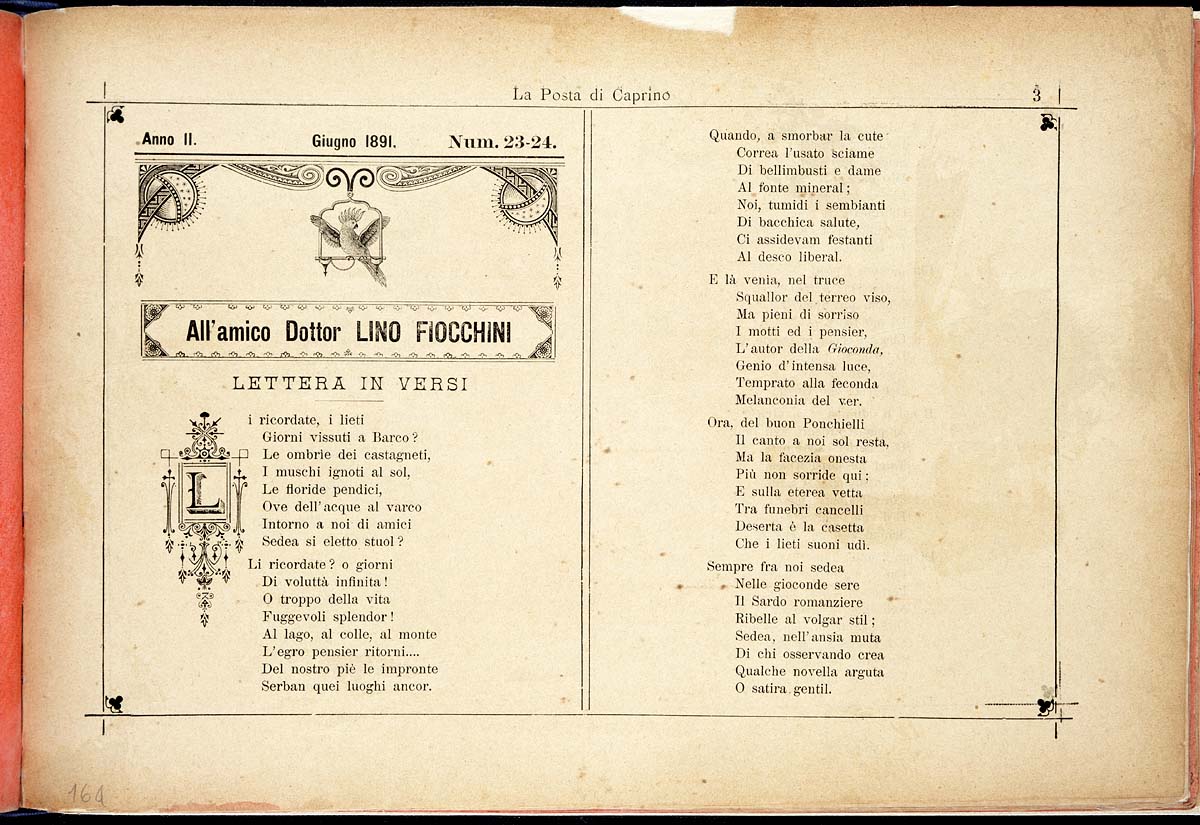 La Posta di Caprino
3
Anno II.
Giugno 1891.
Num. 23-24.
All'amico Dottor LINO FIOCCHINI
LETTERA IN VERSI
Li ricordate, i lieti
Giorni vissuti a Barco?
Le ombrie dei castagneti,
I muschi ignoti al sol,
Le floride pendici,
Ove dell'acque al varco
Intorno a noi di amici
Sedea sì eletto stuol?
Li ricordate? o giorni
Di voluttà infinita!
O troppo della vita
Fuggevoli splendor!
Al lago, al colle, al monte
L'egro pensier ritorni....
Del nostro piè le impronte
Serban quei luoghi ancor.
Quando, a smorbar la cute
Correa l'usato sciame
Di bellimbusti e dame
Al fonte mineral;
Noi, tumidi i sembianti
Di bacchica salute,
Ci assidevam festanti
Al desco liberal.
E là venia, nel truce
Squallor del terreo viso,
Ma pieni di sorriso
I motti ed i pensier,
L'autor della Gioconda,
Genio d'intensa luce,
Temprato alla feconda
Melanconia del ver.
Ora, del buon Ponchielli
Il canto a noi sol resta,
Ma la facezia onesta
Più non sorride qui;
E sulla eterea vetta
Tra funebri cancelli
Deserta è la casetta
Che i lieti suoni udì.
Sempre fra noi sedea
Nelle gioconde sere
Il Sardo romanziere
Ribelle al volgar stil;
Sedea, nell'ansia muta
Di chi osservando crea
Qualche novella arguta
O satira gentil.
164